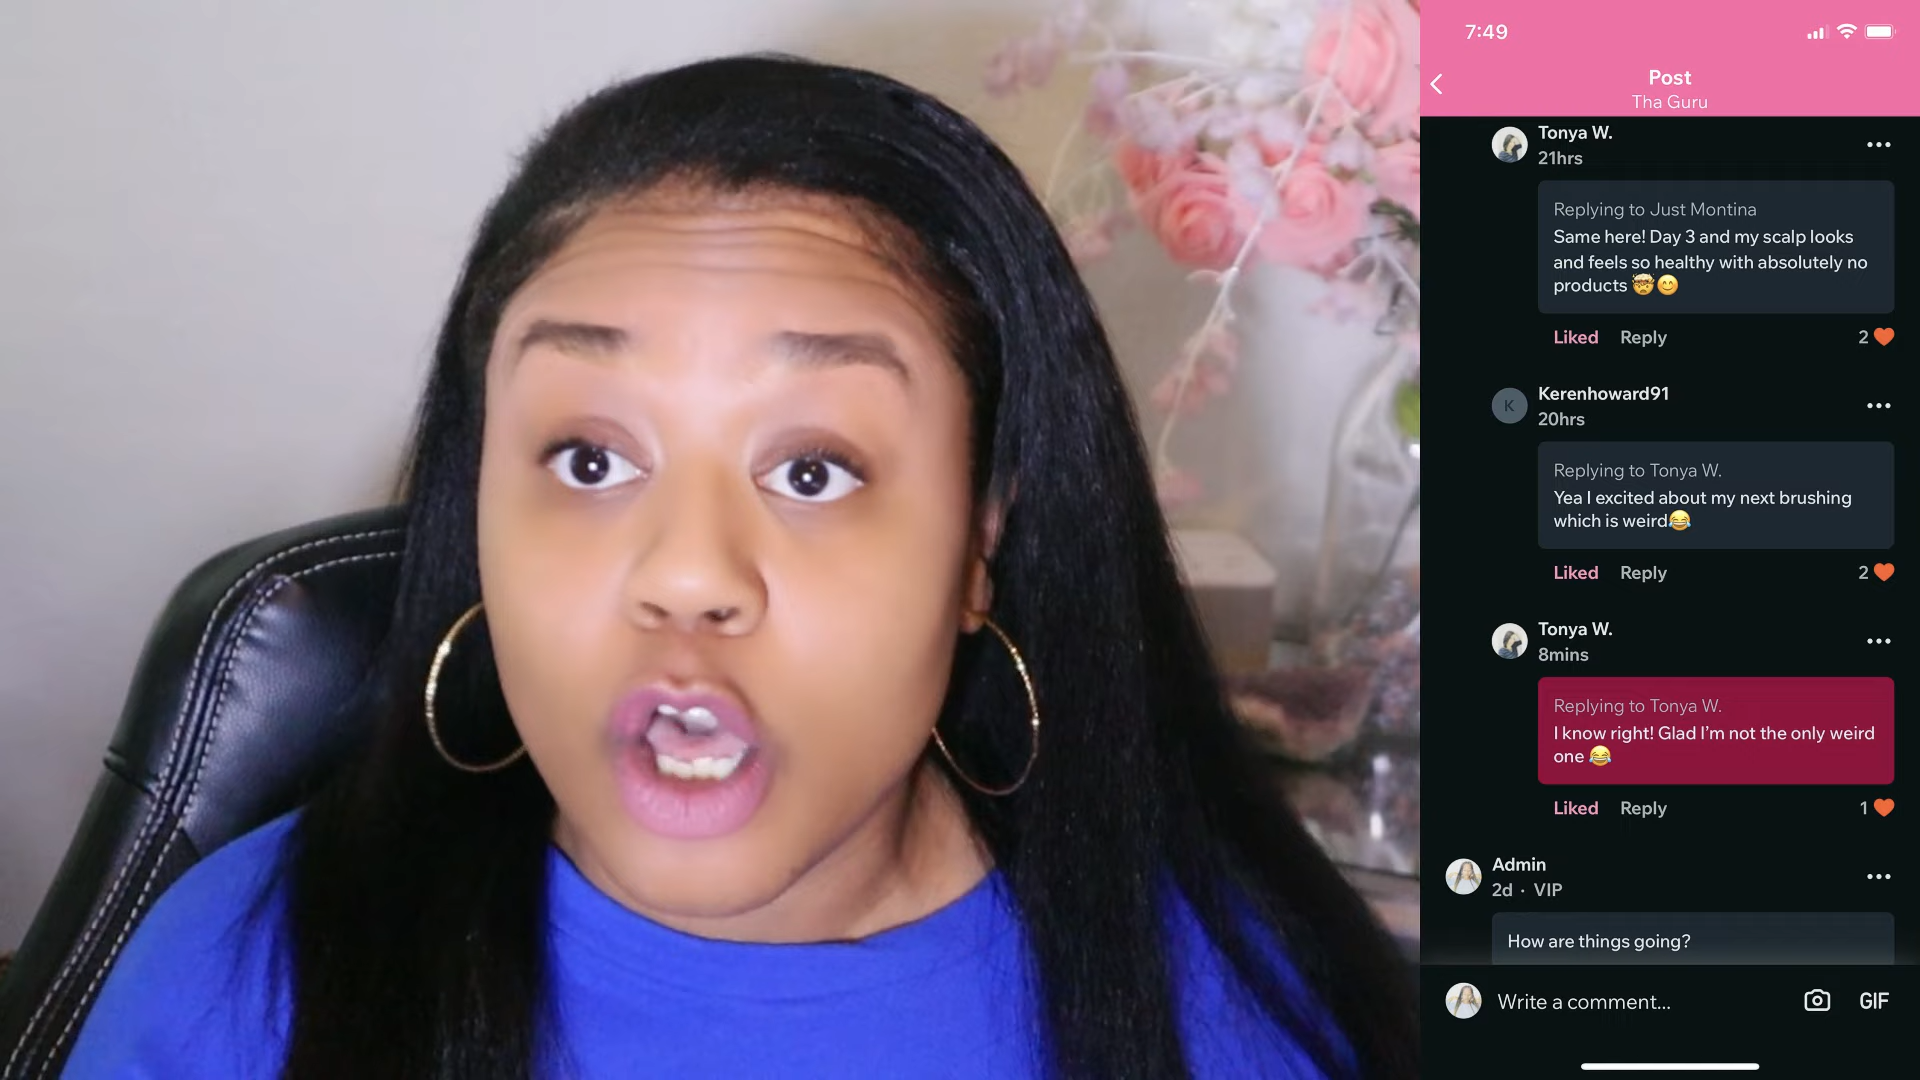 7:49
Post
Tha Guru
Tonya W.
21hrs
Replying to Just Montina
Same here! Day 3 and my scalp looks
and feels so healthy with absolutely no
products 🤯😊
Liked Reply 2
K
Kerenhoward91
20hrs
Replying to Tonya W.
Yea I excited about my next brushing
which is weird😂
Liked Reply 2
Tonya W.
8mins
Replying to Tonya W.
I know right! Glad I'm not the only weird
one 😂
Liked Reply 1
Admin
2d · VIP
How are things going?
Write a comment...
GIF